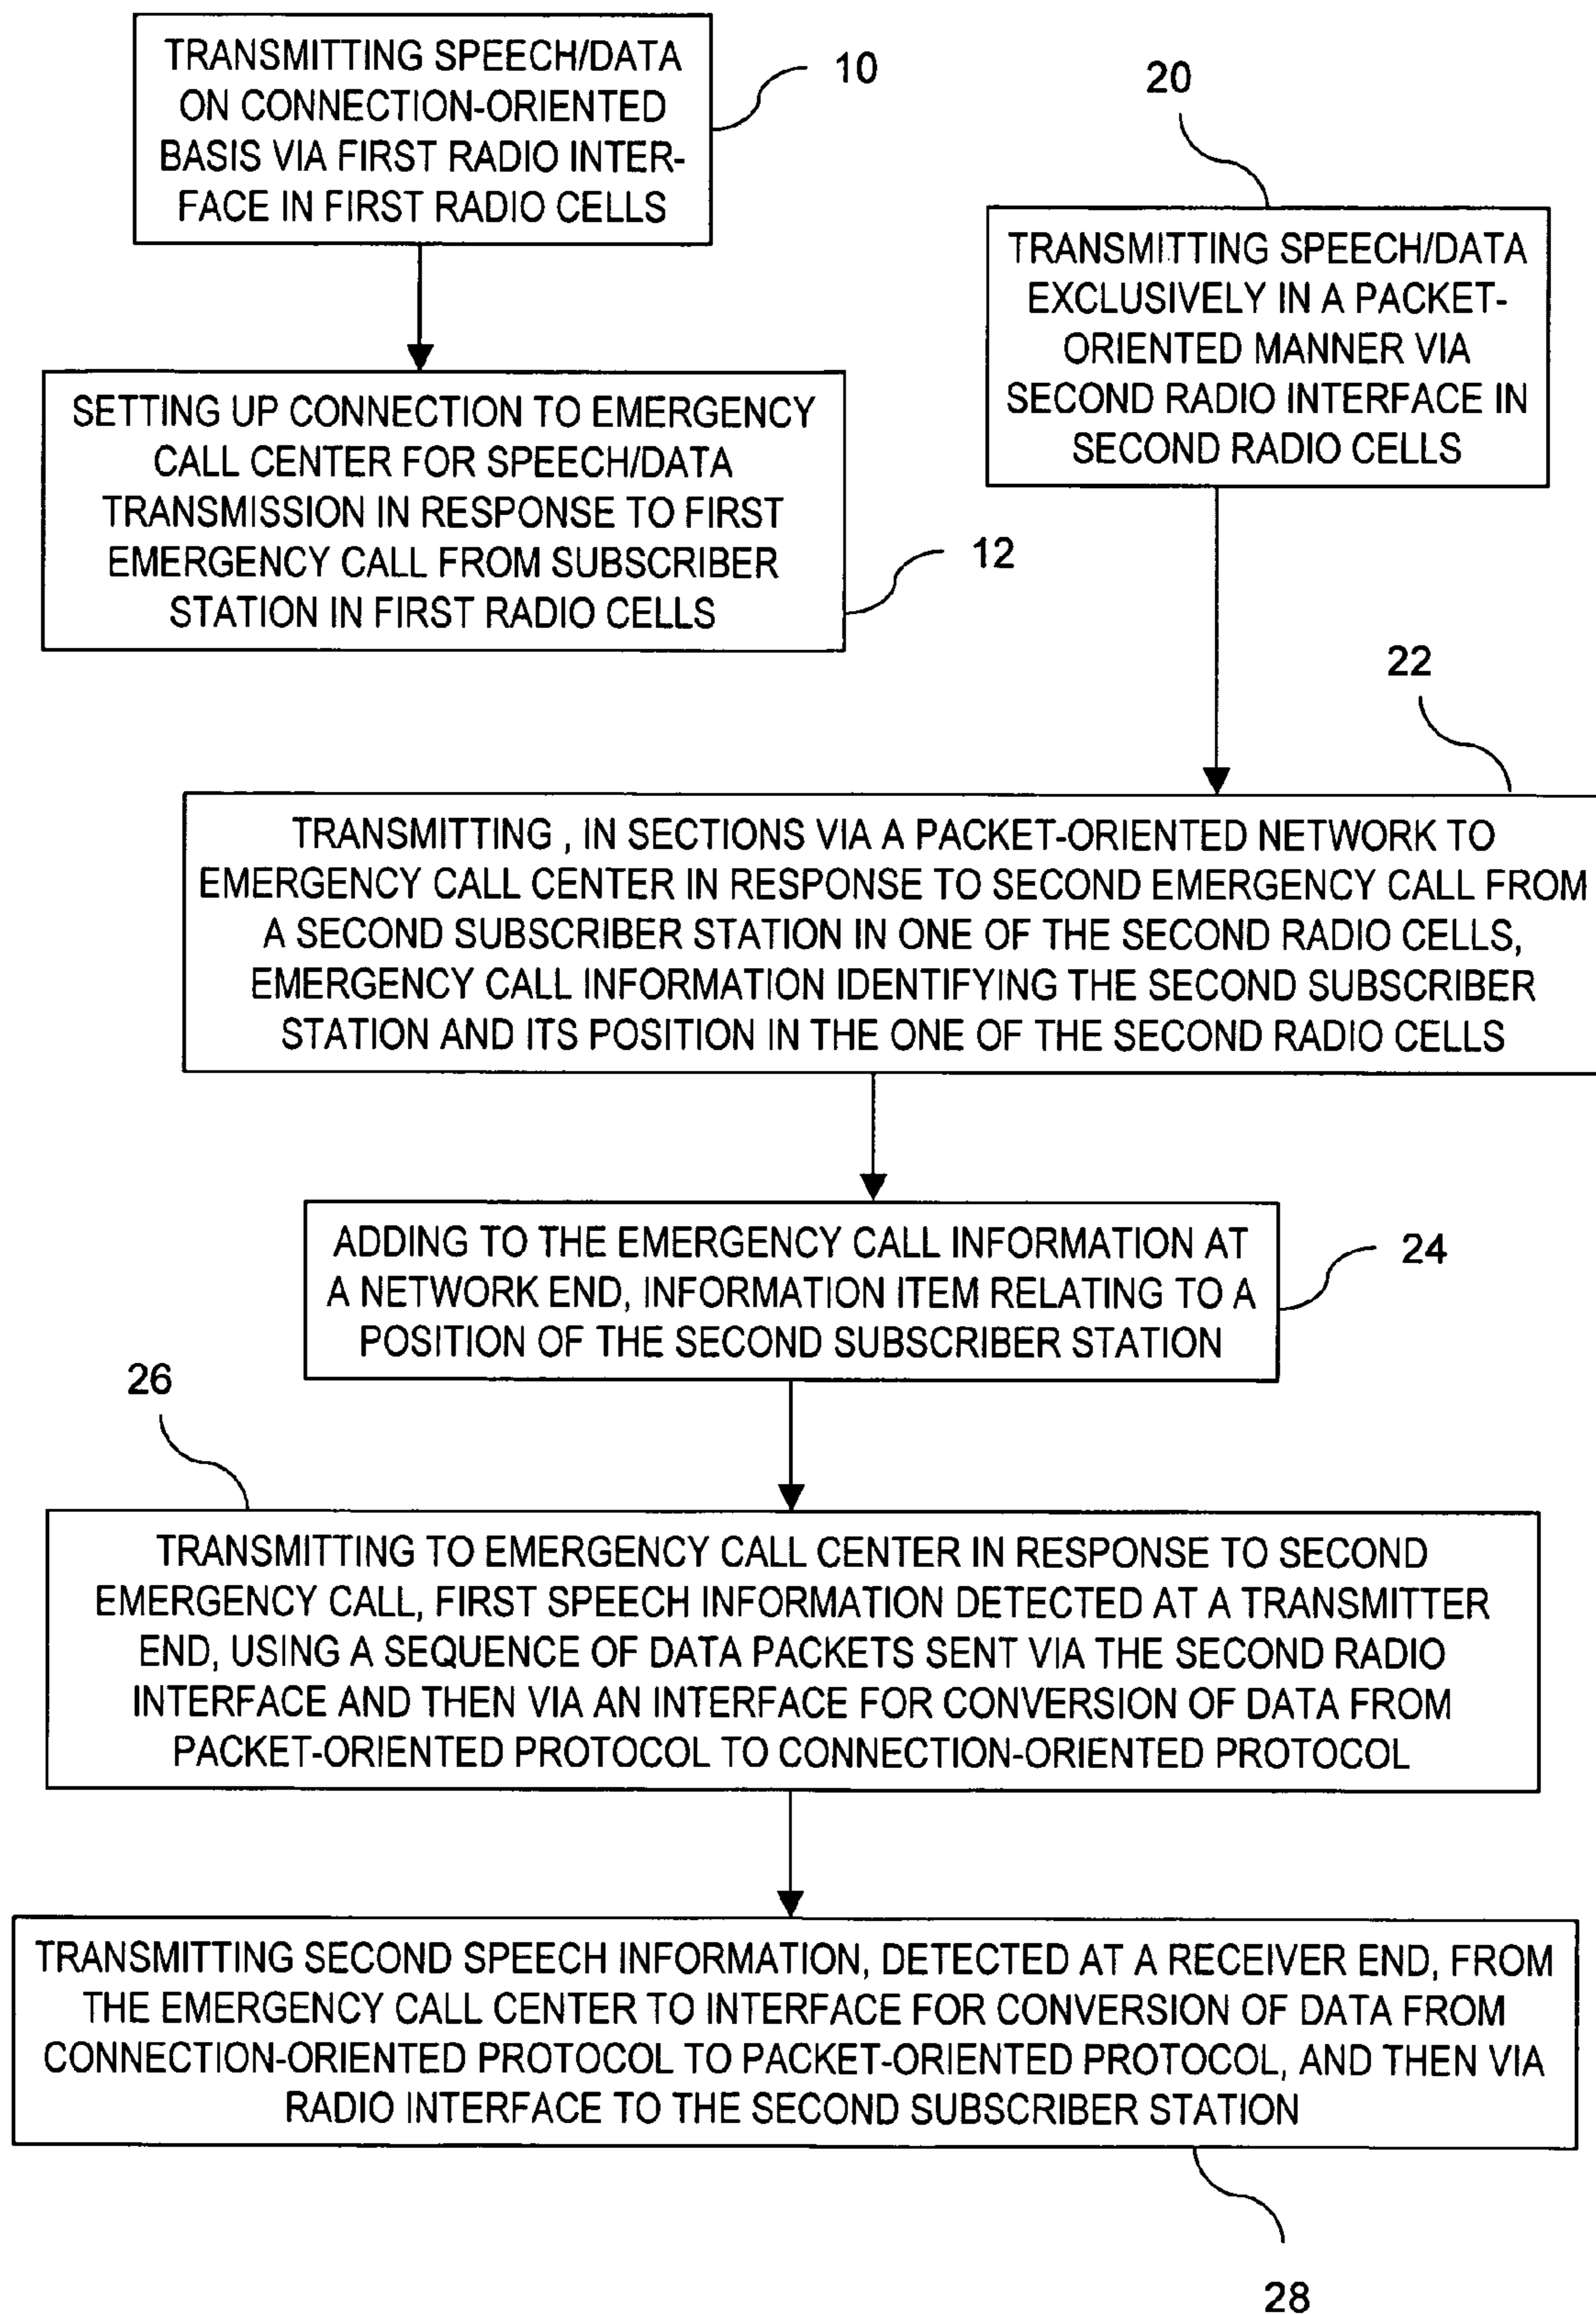 TRANSMITTING SPEECH/DATA
ON CONNECTION-ORIENTED
BASIS VIA FIRST RADIO INTER-
FACE IN FIRST RADIO CELLS
10
SETTING UP CONNECTION TO EMERGENCY
CALL CENTER FOR SPEECH/DATA
TRANSMISSION IN RESPONSE TO FIRST
EMERGENCY CALL FROM SUBSCRIBER
STATION IN FIRST RADIO CELLS
12
20
TRANSMITTING SPEECH/DATA
EXCLUSIVELY IN A PACKET-
ORIENTED MANNER VIA
SECOND RADIO INTERFACE IN
SECOND RADIO CELLS
22
TRANSMITTING , IN SECTIONS VIA A PACKET-ORIENTED NETWORK TO
EMERGENCY CALL CENTER IN RESPONSE TO SECOND EMERGENCY CALL FROM
A SECOND SUBSCRIBER STATION IN ONE OF THE SECOND RADIO CELLS,
EMERGENCY CALL INFORMATION IDENTIFYING THE SECOND SUBSCRIBER
STATION AND ITS POSITION IN THE ONE OF THE SECOND RADIO CELLS
ADDING TO THE EMERGENCY CALL INFORMATION AT
A NETWORK END, INFORMATION ITEM RELATING TO A
POSITION OF THE SECOND SUBSCRIBER STATION
24
26
TRANSMITTING TO EMERGENCY CALL CENTER IN RESPONSE TO SECOND
EMERGENCY CALL, FIRST SPEECH INFORMATION DETECTED AT A TRANSMITTER
END, USING A SEQUENCE OF DATA PACKETS SENT VIA THE SECOND RADIO
INTERFACE AND THEN VIA AN INTERFACE FOR CONVERSION OF DATA FROM
PACKET-ORIENTED PROTOCOL TO CONNECTION-ORIENTED PROTOCOL
TRANSMITTING SECOND SPEECH INFORMATION, DETECTED AT A RECEIVER END, FROM
THE EMERGENCY CALL CENTER TO INTERFACE FOR CONVERSION OF DATA FROM
CONNECTION-ORIENTED PROTOCOL TO PACKET-ORIENTED PROTOCOL, AND THEN VIA
RADIO INTERFACE TO THE SECOND SUBSCRIBER STATION
28